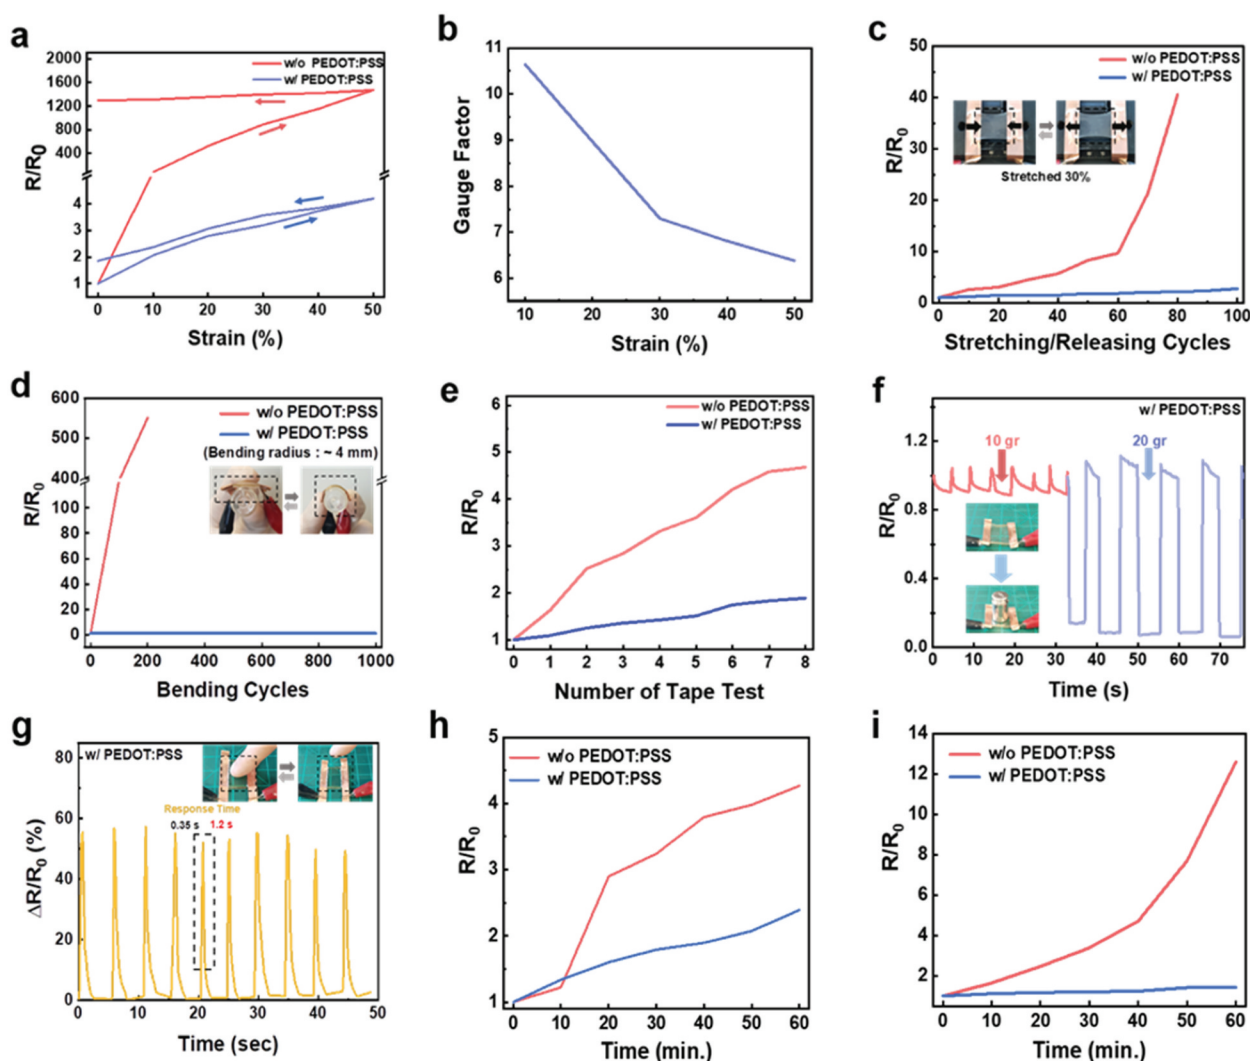 a
2000
1600
1200
800
400
4
3
2
1
R/R0
w/o PEDOT:PSS
w/ PEDOT:PSS
0 10 20 30 40 50
Strain (%)
b
11
10
9
8
7
6
Gauge Factor
10 20 30 40 50
Strain (%)
c
50
40
30
20
10
0
R/R0
w/o PEDOT:PSS
w/ PEDOT:PSS
Stretched 30%
0 20 40 60 80 100
Stretching/Releasing Cycles
d
600
500
400
100
80
60
40
20
0
R/R0
w/o PEDOT:PSS
w/ PEDOT:PSS
(Bending radius : ~ 4 mm)
0 200 400 600 800 1000
Bending Cycles
e
6
5
4
3
2
1
R/R0
w/o PEDOT:PSS
w/ PEDOT:PSS
0 1 2 3 4 5 6 7 8
Number of Tape Test
f
w/ PEDOT:PSS
1.2
0.8
0.4
0.0
R/R0
10 gr
20 gr
0 10 20 30 40 50 60 70
Time (s)
g
w/ PEDOT:PSS
80
60
40
20
0
ΔR/R0 (%)
Response Time
0.35 s 1.2 s
0 10 20 30 40 50
Time (sec)
h
5
4
3
2
1
R/R0
w/o PEDOT:PSS
w/ PEDOT:PSS
0 10 20 30 40 50 60
Time (min.)
i
14
12
10
8
6
4
2
R/R0
w/o PEDOT:PSS
w/ PEDOT:PSS
0 10 20 30 40 50 60
Time (min.)